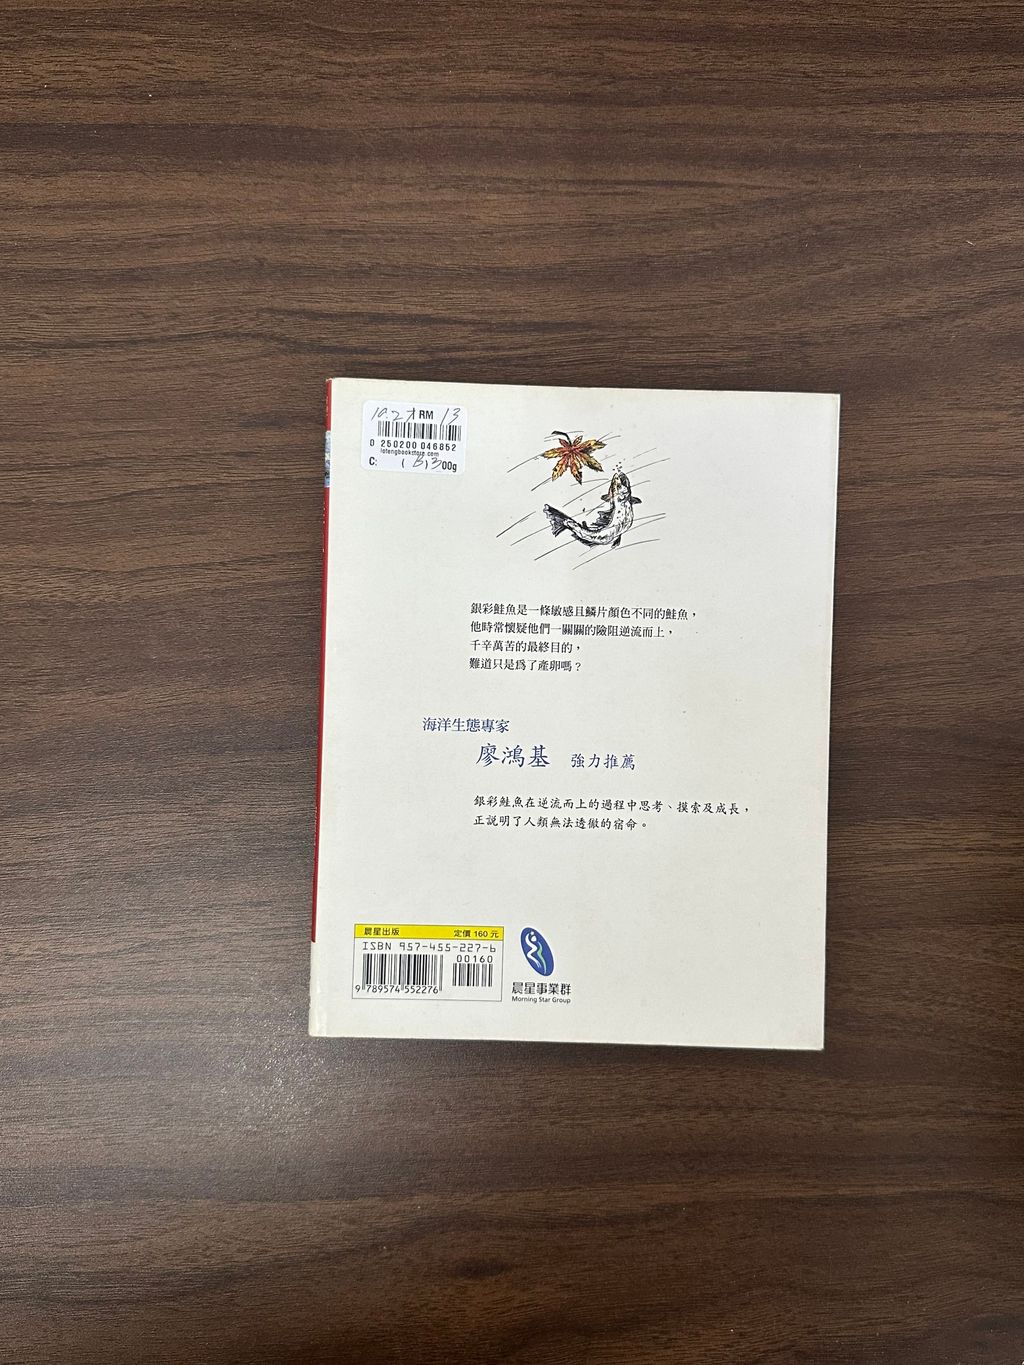 RM 13
0 250200 046652
lotengbookstore.com
C: 00g
銀彩鮭魚是一條敏感且鱗片顏色不同的鮭魚，
他時常懷疑他們一關關的險阻逆流而上，
千辛萬苦的最終目的，
難道只是為了產卵嗎？
海洋生態專家
廖鴻基 強力推薦
銀彩鮭魚在逆流而上的過程中思考、摸索及成長，
正說明了人類無法透徹的宿命。
晨星出版 定價 160 元
ISBN 957-455-227-6
00160
9 789574 552276
晨星事業群
Morning Star Group